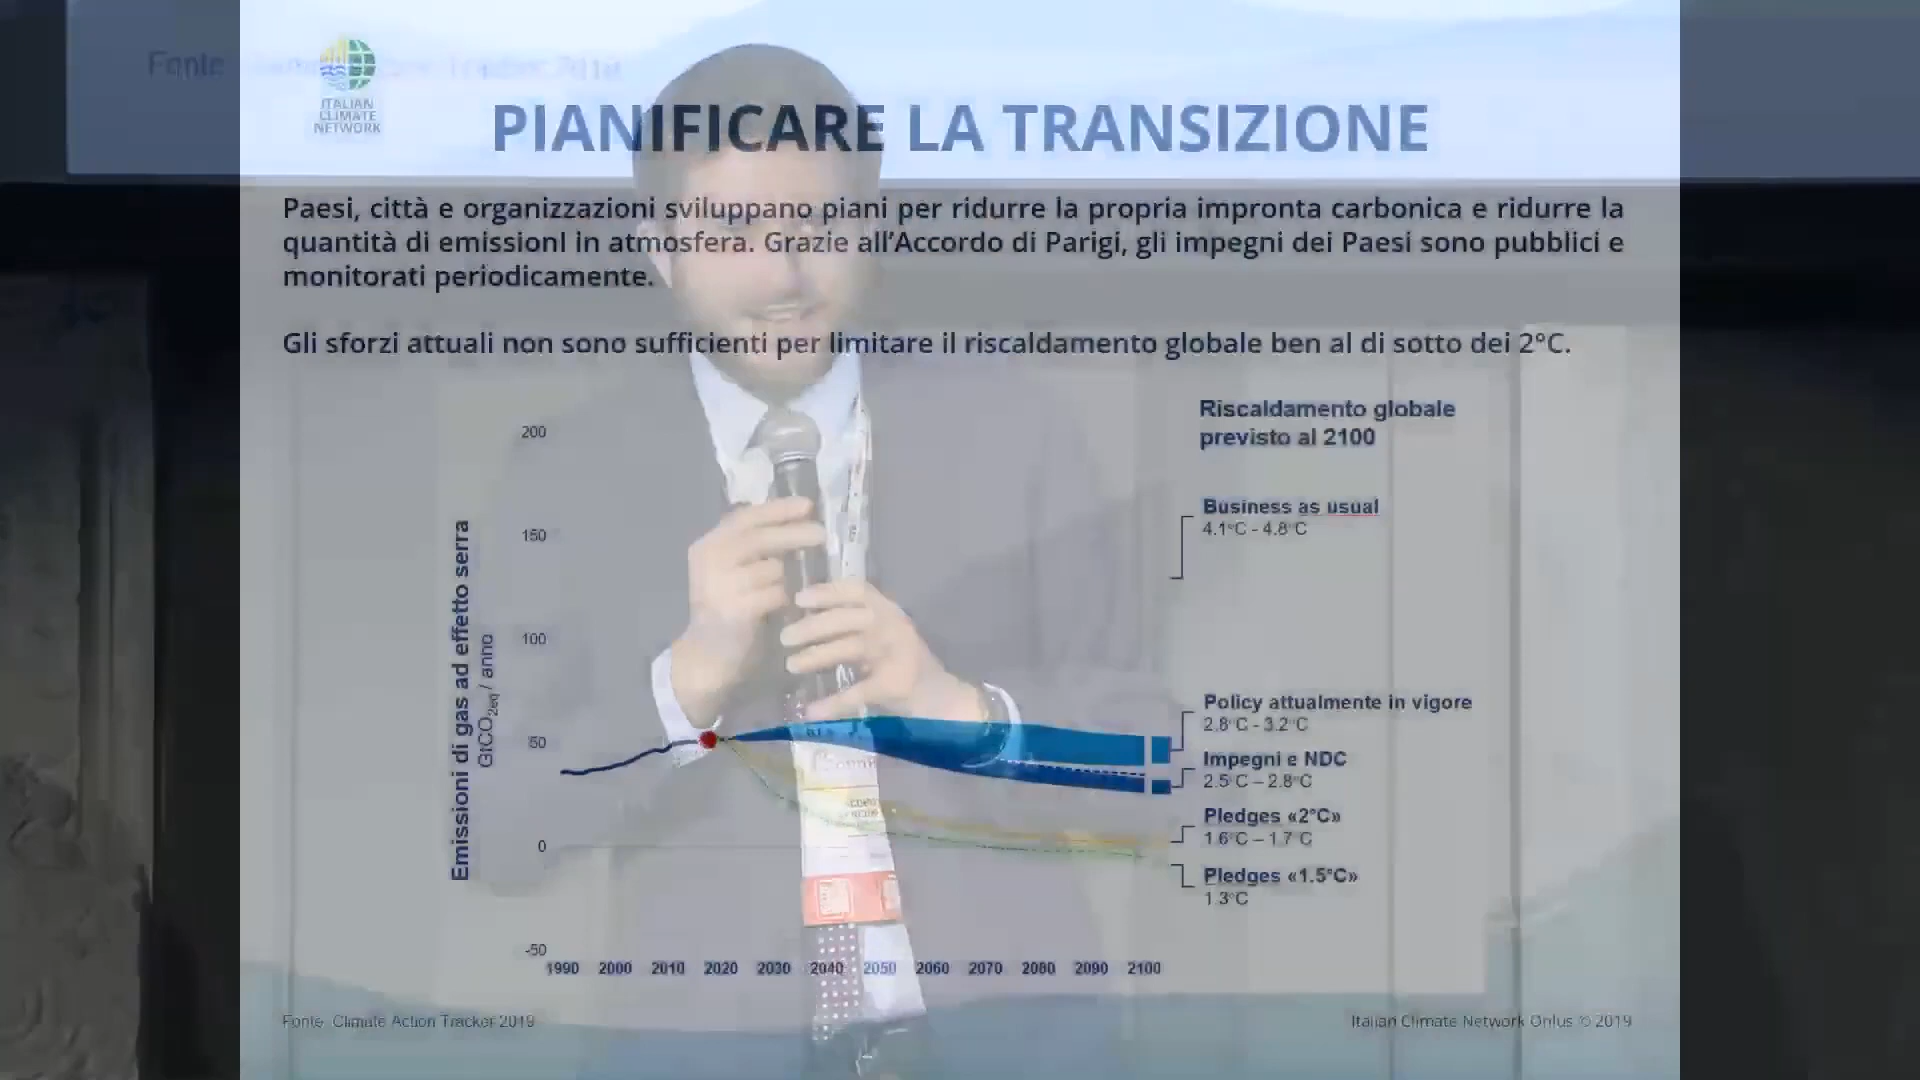 Fonte
Tracker 2019
ITALIAN
CLIMATE
NETWORK
PIANIFICARE LA TRANSIZIONE
Paesi, città e organizzazioni sviluppano piani per ridurre la propria impronta carbonica e ridurre la
quantità di emissionI in atmosfera. Grazie all’Accordo di Parigi, gli impegni dei Paesi sono pubblici e
monitorati periodicamente.
Gli sforzi attuali non sono sufficienti per limitare il riscaldamento globale ben al di sotto dei 2°C.
Riscaldamento globale
previsto al 2100
Business as usual
4.1°C - 4.8°C
Policy attualmente in vigore
2.8°C - 3.2°C
Impegni e NDC
2.5°C – 2.8°C
Pledges «2°C»
1.6°C – 1.7°C
Pledges «1.5°C»
1.3°C
Emissioni di gas ad effetto serra
GtCO2eq / anno
200
150
100
50
0
-50
1990 2000 2010 2020 2030 2040 2050 2060 2070 2080 2090 2100
Fonte: Climate Action Tracker 2019
Italian Climate Network Onlus © 2019